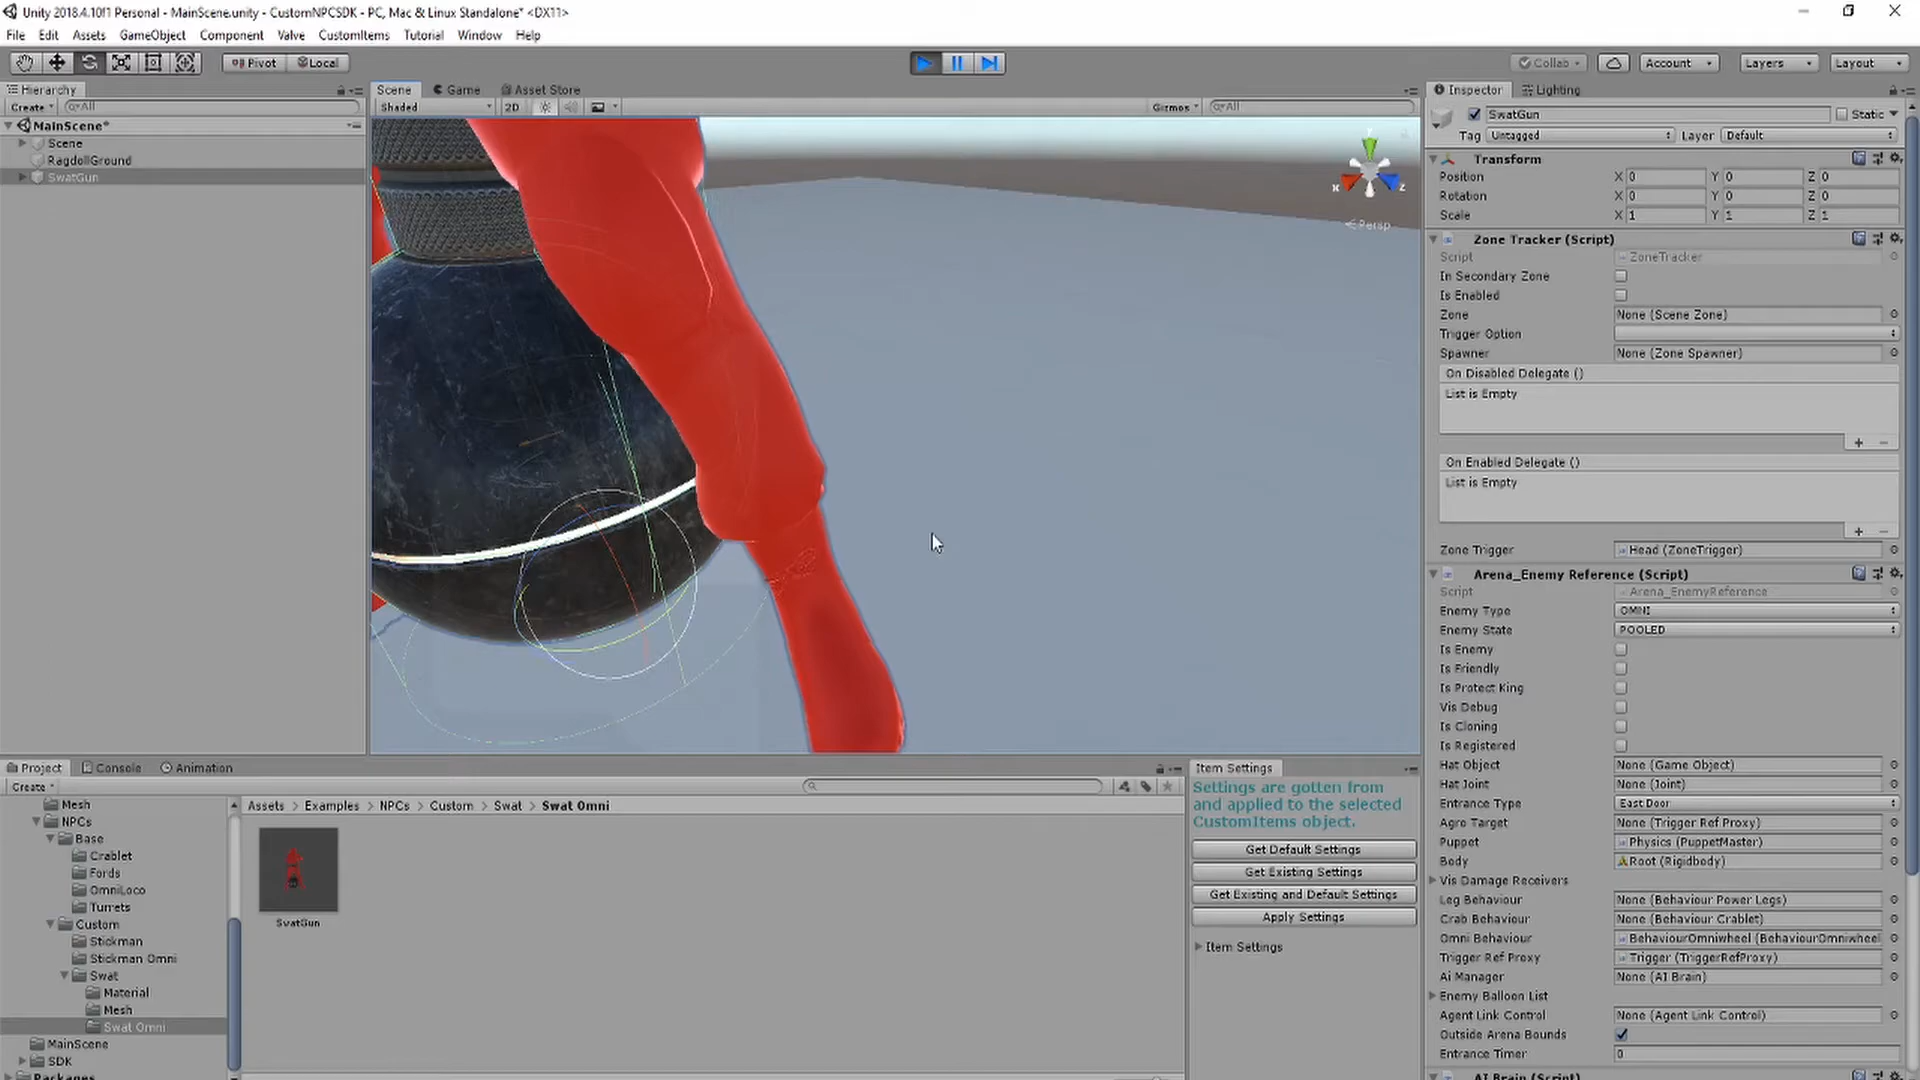 Unity 2018.4.10f1 Personal - MainScene.unity - CustomNPCSDK - PC, Mac & Linux Standalone* <DX11>
File Edit Assets GameObject Component Valve CustomItems Tutorial Window Help
Pivot Local Collab Account Layers Layout
Hierarchy
Create All
MainScene*
Scene
RagdollGround
SwatGun
Scene Game Asset Store
Shaded 2D Gizmos All
x z
Persp
Inspector Lighting
SwatGun Static
Tag Untagged Layer Default
Transform
Position X 0 Y 0 Z 0
Rotation X 0 Y 0 Z 0
Scale X 1 Y 1 Z 1
Zone Tracker (Script)
Script ZoneTracker
In Secondary Zone
Is Enabled
Zone None (Scene Zone)
Trigger Option
Spawner None (Zone Spawner)
On Disabled Delegate ()
List is Empty
+ −
On Enabled Delegate ()
List is Empty
+ −
Zone Trigger Head (ZoneTrigger)
Arena_Enemy Reference (Script)
Script Arena_EnemyReference
Enemy Type OMNI
Enemy State POOLED
Is Enemy
Is Friendly
Is Protect King
Vis Debug
Is Cloning
Is Registered
Hat Object None (Game Object)
Hat Joint None (Joint)
Entrance Type East Door
Agro Target None (Trigger Ref Proxy)
Puppet Physics (PuppetMaster)
Body Root (Rigidbody)
Vis Damage Receivers
Leg Behaviour None (Behaviour Power Legs)
Crab Behaviour None (Behaviour Crablet)
Omni Behaviour BehaviourOmniwheel (BehaviourOmniwheel
Trigger Ref Proxy Trigger (TriggerRefProxy)
Ai Manager None (AI Brain)
Enemy Balloon List
Agent Link Control None (Agent Link Control)
Outside Arena Bounds
Entrance Timer 0
AI Brain (Script)
Project Console Animation
Create
Mesh
NPCs
Base
Crablet
Fords
OmniLoco
Turrets
Custom
Stickman
Stickman Omni
Swat
Material
Mesh
Swat Omni
MainScene
SDK
Packages
Assets > Examples > NPCs > Custom > Swat > Swat Omni
SwatGun
Item Settings
Settings are gotten from
and applied to the selected
CustomItems object.
Get Default Settings
Get Existing Settings
Get Existing and Default Settings
Apply Settings
Item Settings